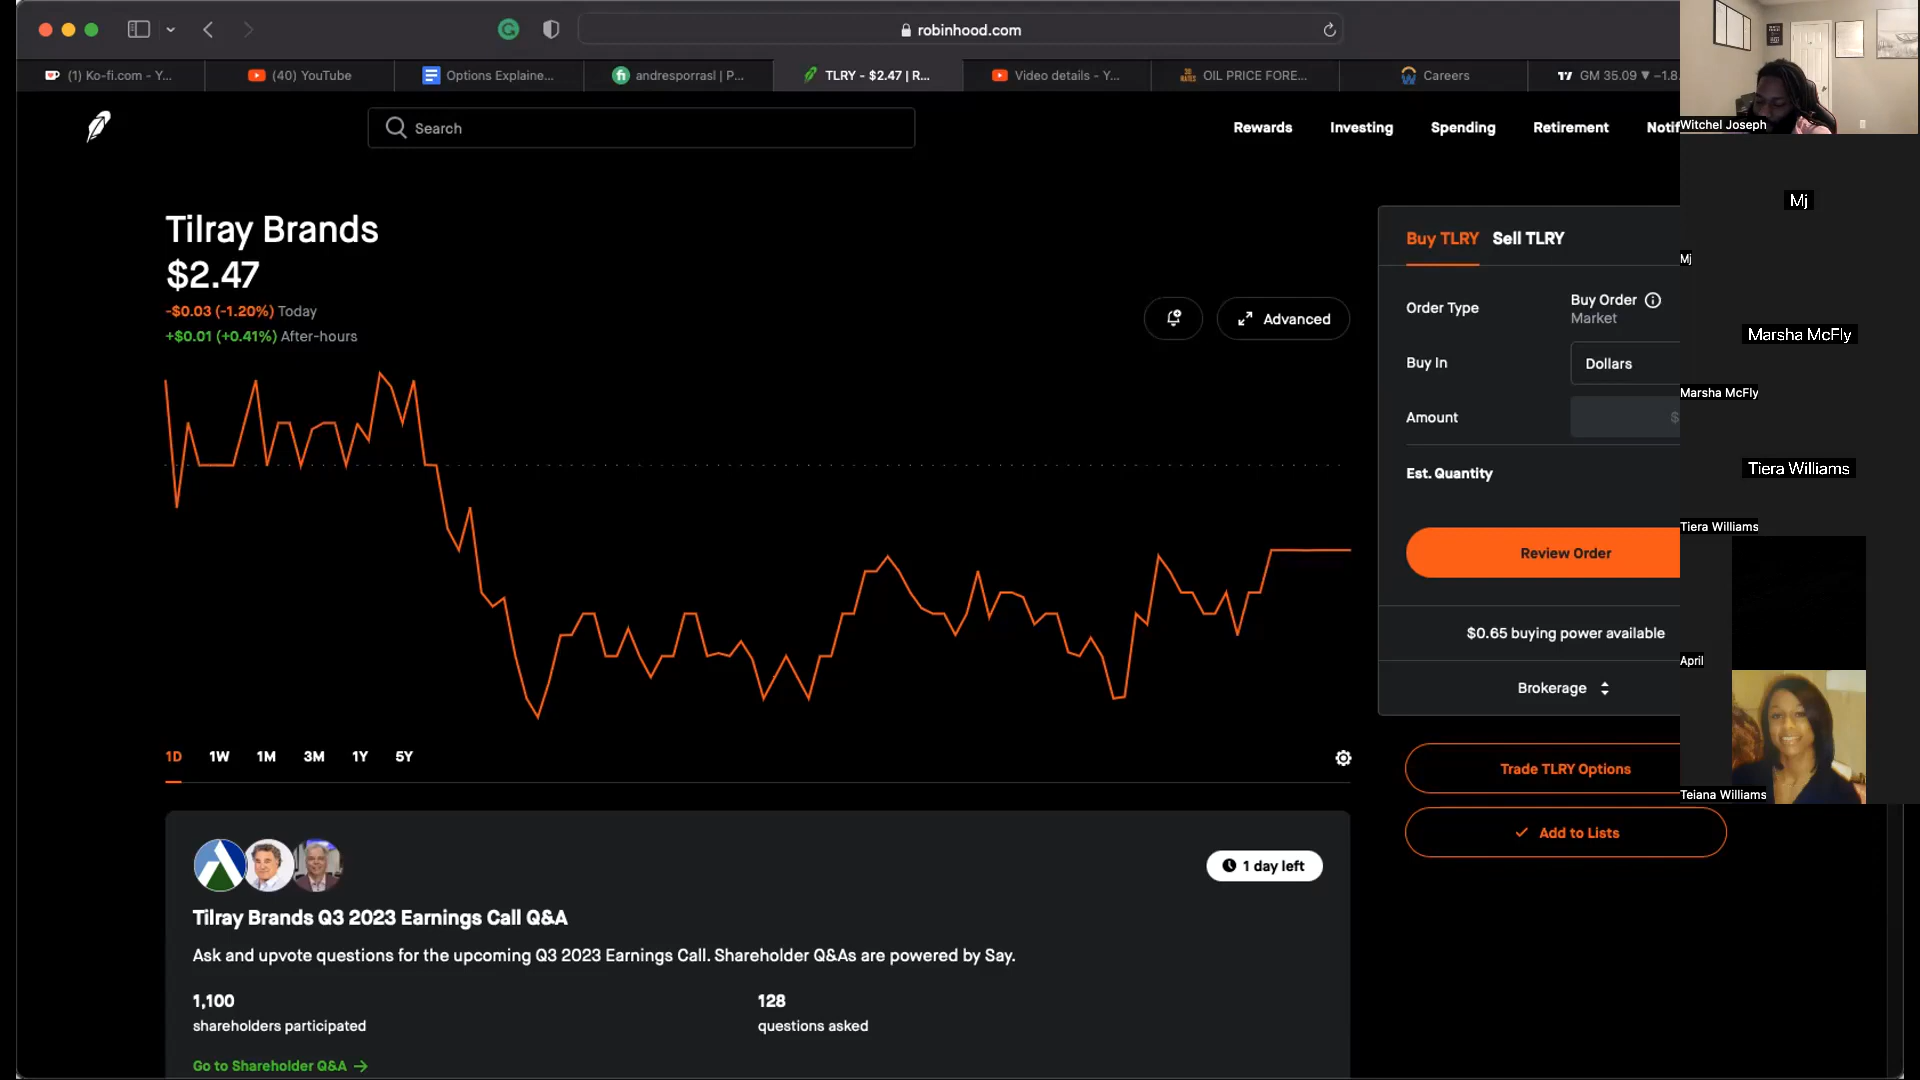 robinhood.com
(1) Ko-fi.com - Y...
(40) YouTube
Options Explaine...
andresporrasl | P...
TLRY - $2.47 | R...
Video details - Y...
OIL PRICE FORE...
Careers
GM 35.09 ▼ −1.8
Search
Rewards
Investing
Spending
Retirement
Notif
Witchel Joseph
Mj
Mj
Marsha McFly
Marsha McFly
Tiera Williams
Tiera Williams
April
Teiana Williams
Tilray Brands
$2.47
-$0.03 (-1.20%) Today
+$0.01 (+0.41%) After-hours
Advanced
1D 1W 1M 3M 1Y 5Y
Buy TLRY Sell TLRY
Order Type
Buy Order
Market
Buy In
Dollars
Amount
$
Est. Quantity
Review Order
$0.65 buying power available
Brokerage
Trade TLRY Options
Add to Lists
1 day left
Tilray Brands Q3 2023 Earnings Call Q&A
Ask and upvote questions for the upcoming Q3 2023 Earnings Call. Shareholder Q&As are powered by Say.
1,100
shareholders participated
128
questions asked
Go to Shareholder Q&A →